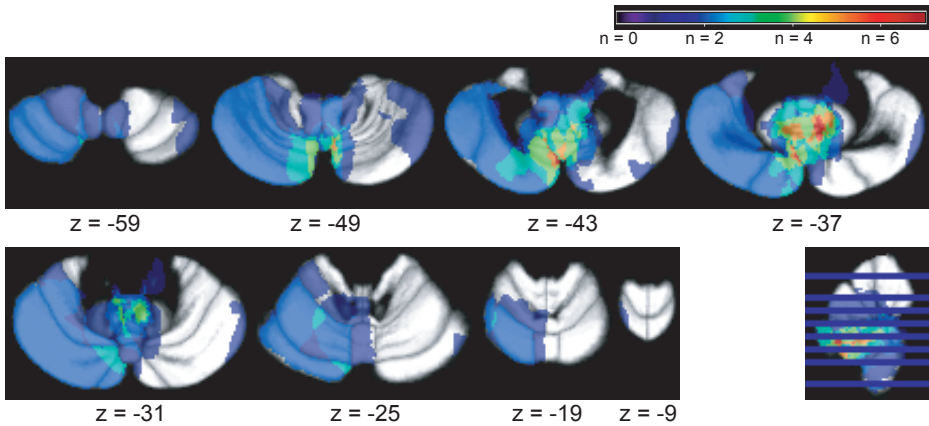 n = 0 n = 2 n = 4 n = 6
z = -59 z = -49 z = -43 z = -37
z = -31 z = -25 z = -19 z = -9